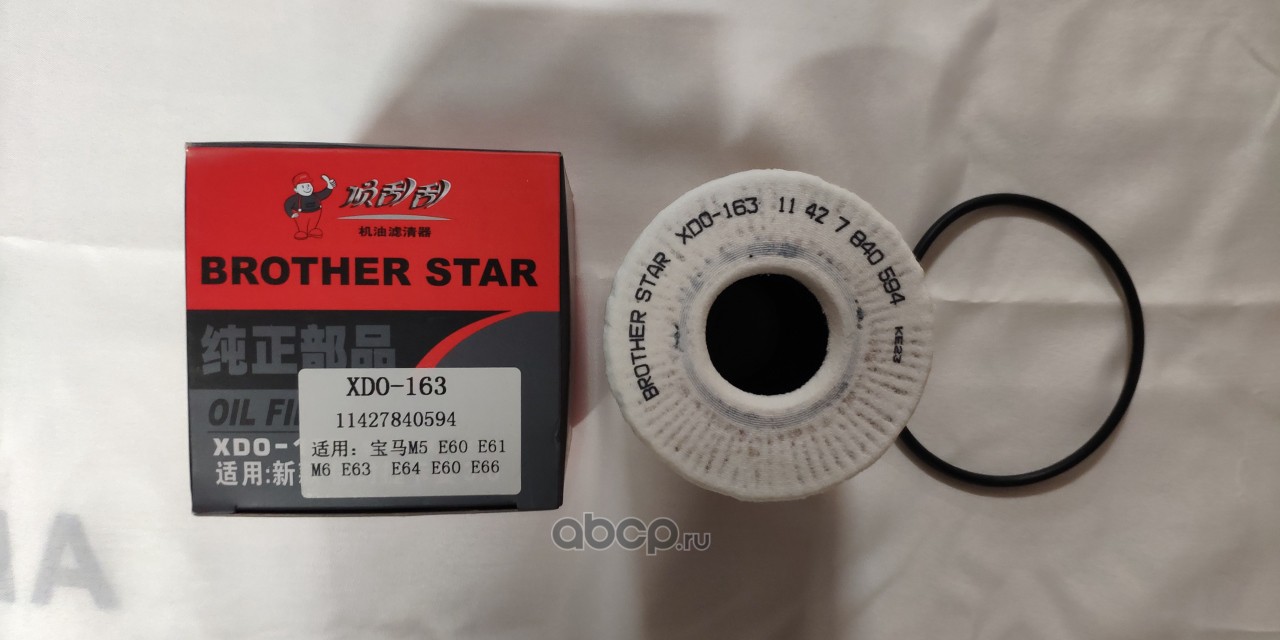 机油滤清器
BROTHER STAR
纯正部品
OIL
XDO-
适用:新
XDO-163
11427840594
适用: 宝马M5 E60 E61
M6 E63 E64 E60 E66
BROTHER STAR XDO-163 11 42 7 840 594 KE23
abcp.ru